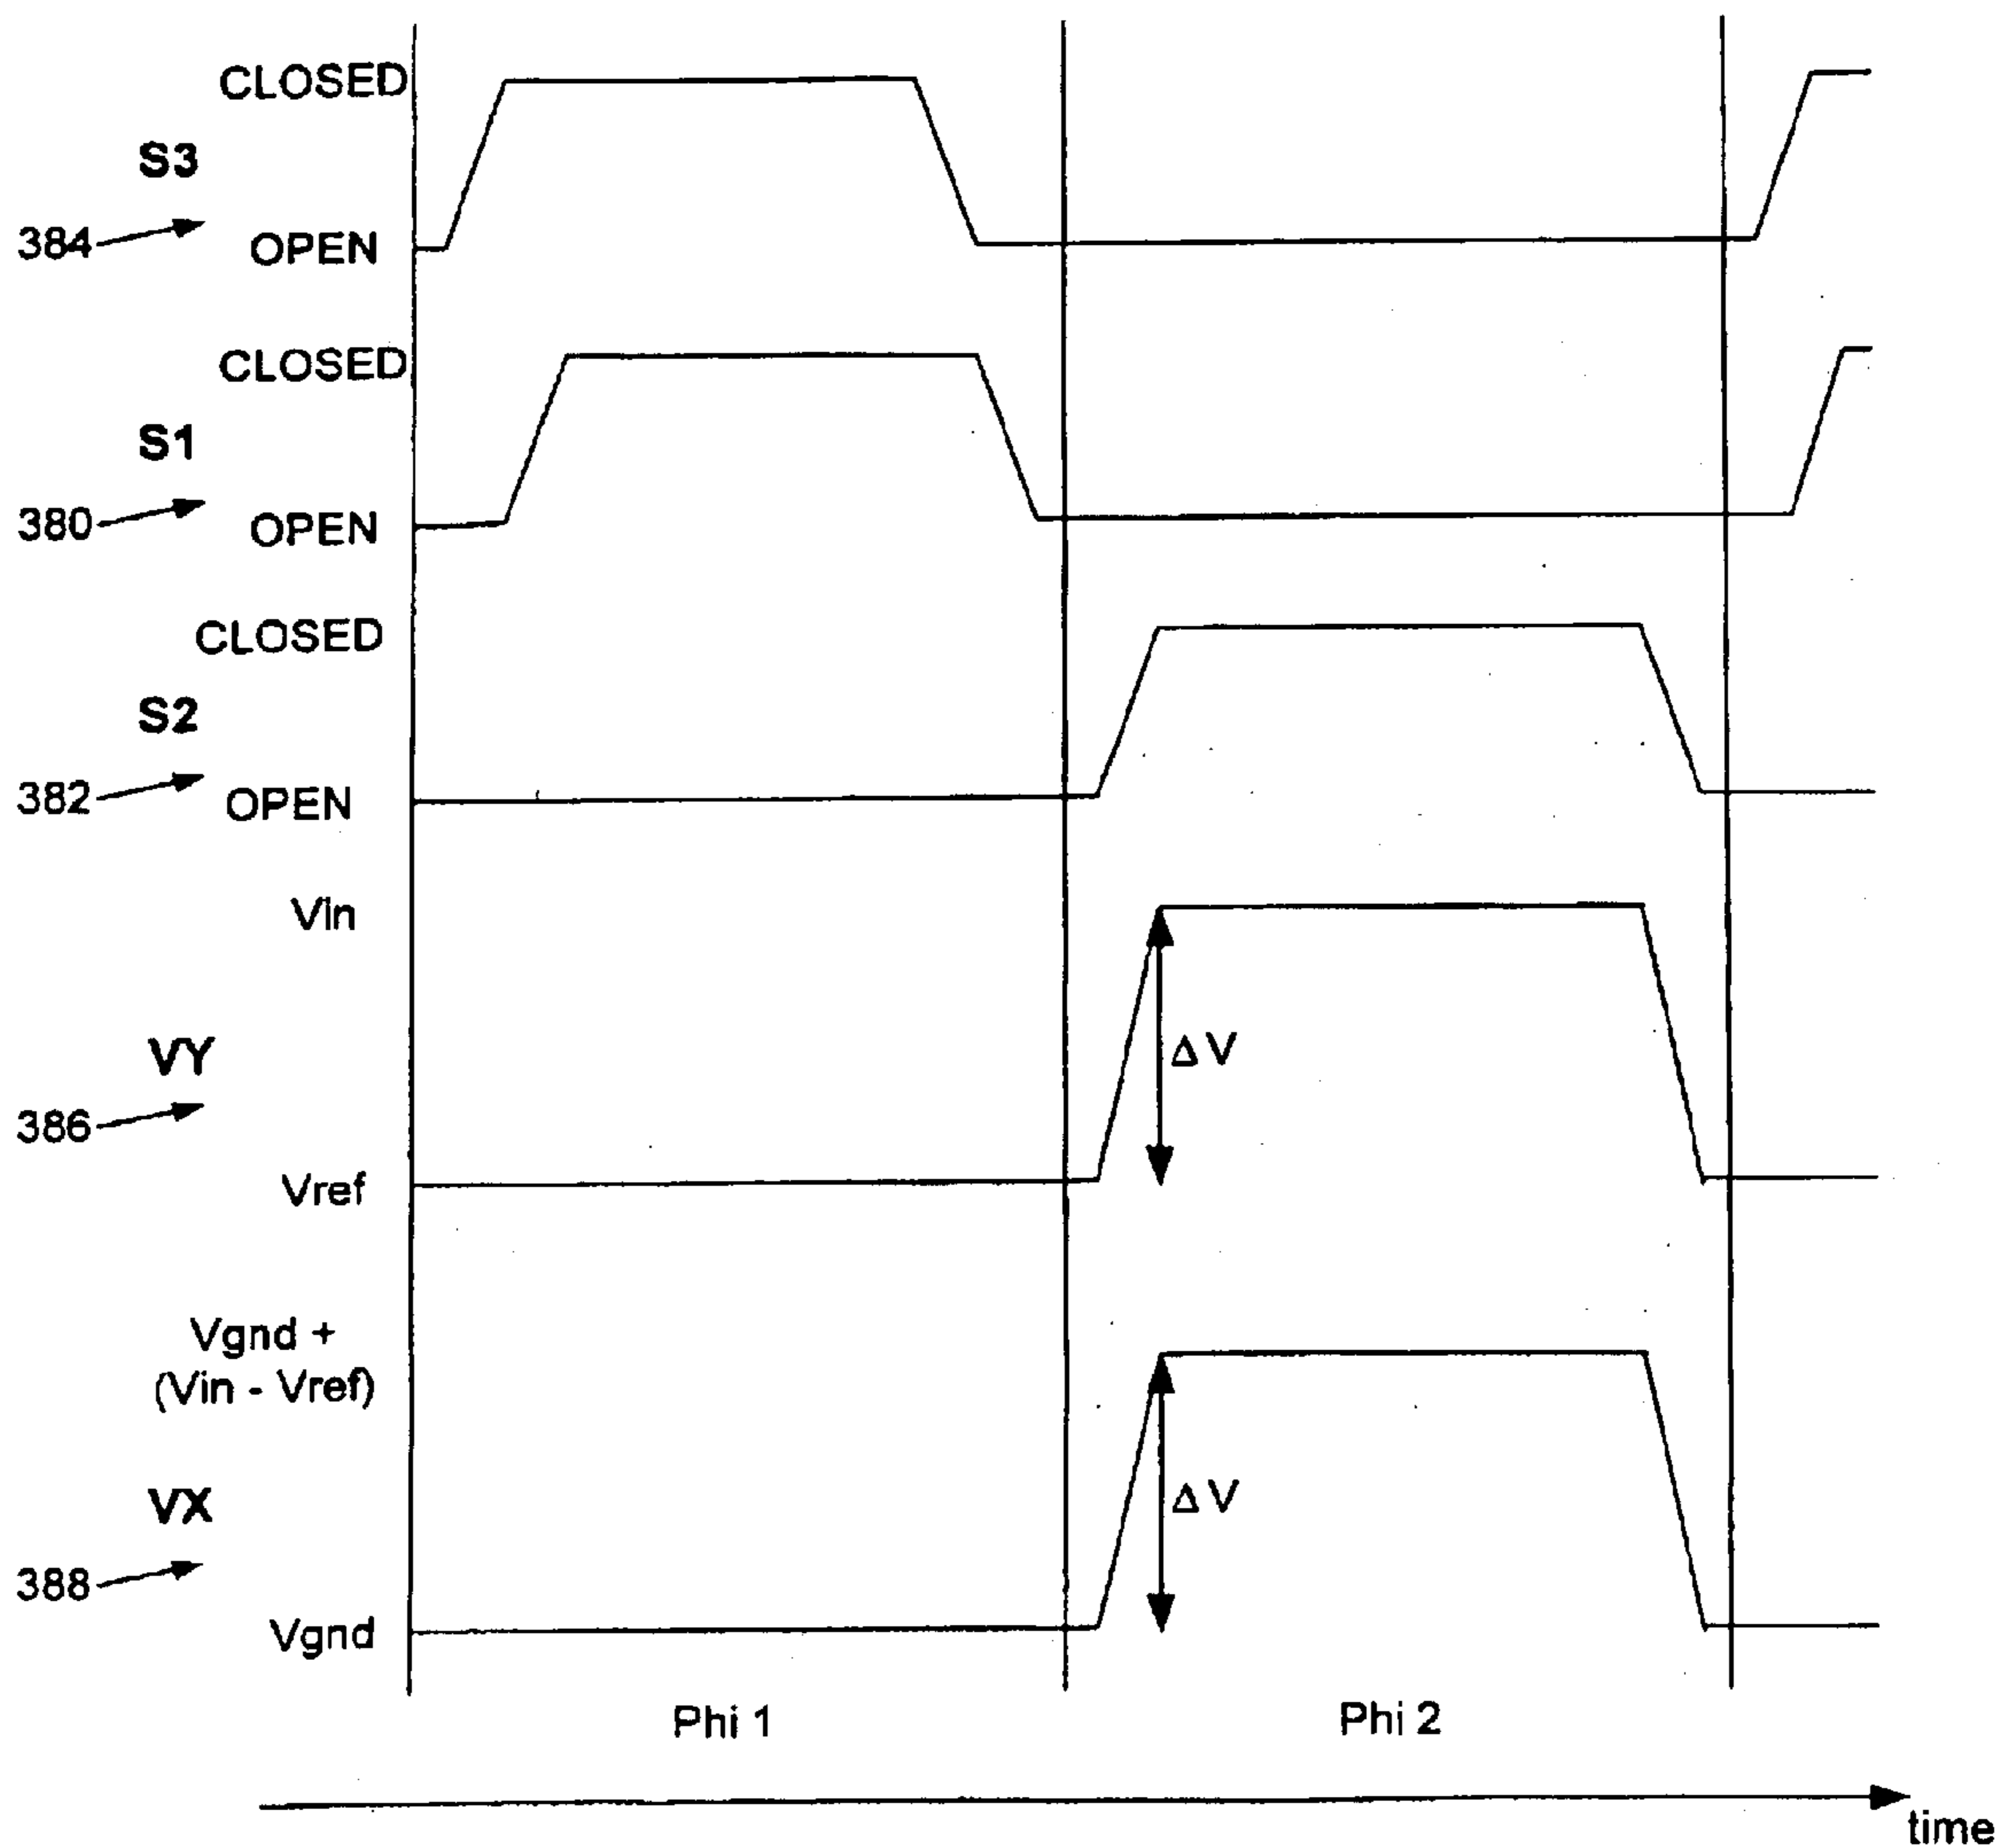 CLOSED
S3
384
OPEN
CLOSED
S1
380
OPEN
CLOSED
S2
382
OPEN
Vin
VY
ΔV
386
Vref
Vgnd +
(Vin - Vref)
VX
ΔV
388
Vgnd
Phi 1
Phi 2
time